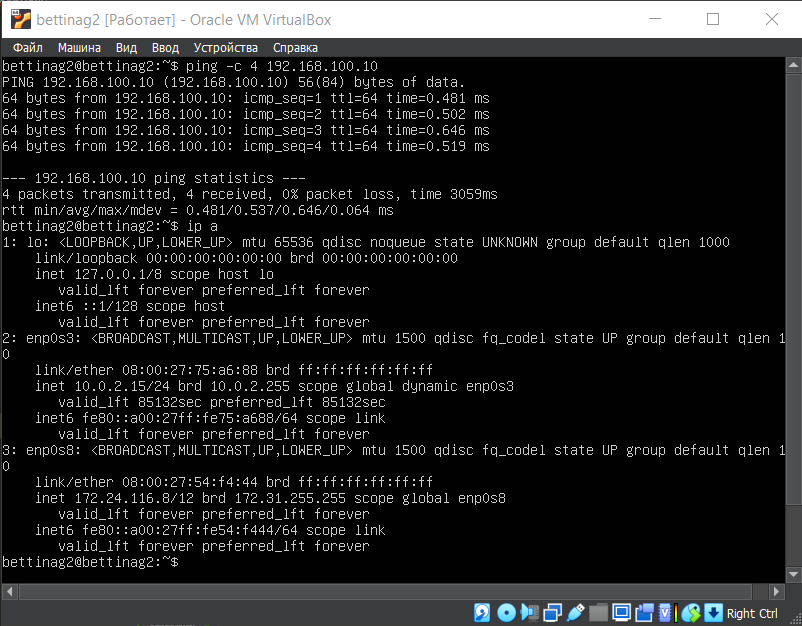 bettinag2 [Работает] - Oracle VM VirtualBox
Файл Машина Вид Ввод Устройства Справка
bettinag2@bettinag2:~$ ping -c 4 192.168.100.10
PING 192.168.100.10 (192.168.100.10) 56(84) bytes of data.
64 bytes from 192.168.100.10: icmp_seq=1 ttl=64 time=0.481 ms
64 bytes from 192.168.100.10: icmp_seq=2 ttl=64 time=0.502 ms
64 bytes from 192.168.100.10: icmp_seq=3 ttl=64 time=0.646 ms
64 bytes from 192.168.100.10: icmp_seq=4 ttl=64 time=0.519 ms
--- 192.168.100.10 ping statistics ---
4 packets transmitted, 4 received, 0% packet loss, time 3059ms
rtt min/avg/max/mdev = 0.481/0.537/0.646/0.064 ms
bettinag2@bettinag2:~$ ip a
1: lo: <LOOPBACK,UP,LOWER_UP> mtu 65536 qdisc noqueue state UNKNOWN group default qlen 1000
link/loopback 00:00:00:00:00:00 brd 00:00:00:00:00:00
inet 127.0.0.1/8 scope host lo
valid_lft forever preferred_lft forever
inet6 ::1/128 scope host
valid_lft forever preferred_lft forever
2: enp0s3: <BROADCAST,MULTICAST,UP,LOWER_UP> mtu 1500 qdisc fq_codel state UP group default qlen 1
0
link/ether 08:00:27:75:a6:88 brd ff:ff:ff:ff:ff:ff
inet 10.0.2.15/24 brd 10.0.2.255 scope global dynamic enp0s3
valid_lft 85132sec preferred_lft 85132sec
inet6 fe80::a00:27ff:fe75:a688/64 scope link
valid_lft forever preferred_lft forever
3: enp0s8: <BROADCAST,MULTICAST,UP,LOWER_UP> mtu 1500 qdisc fq_codel state UP group default qlen 1
0
link/ether 08:00:27:54:f4:44 brd ff:ff:ff:ff:ff:ff
inet 172.24.116.8/12 brd 172.31.255.255 scope global enp0s8
valid_lft forever preferred_lft forever
inet6 fe80::a00:27ff:fe54:f444/64 scope link
valid_lft forever preferred_lft forever
bettinag2@bettinag2:~$
Right Ctrl